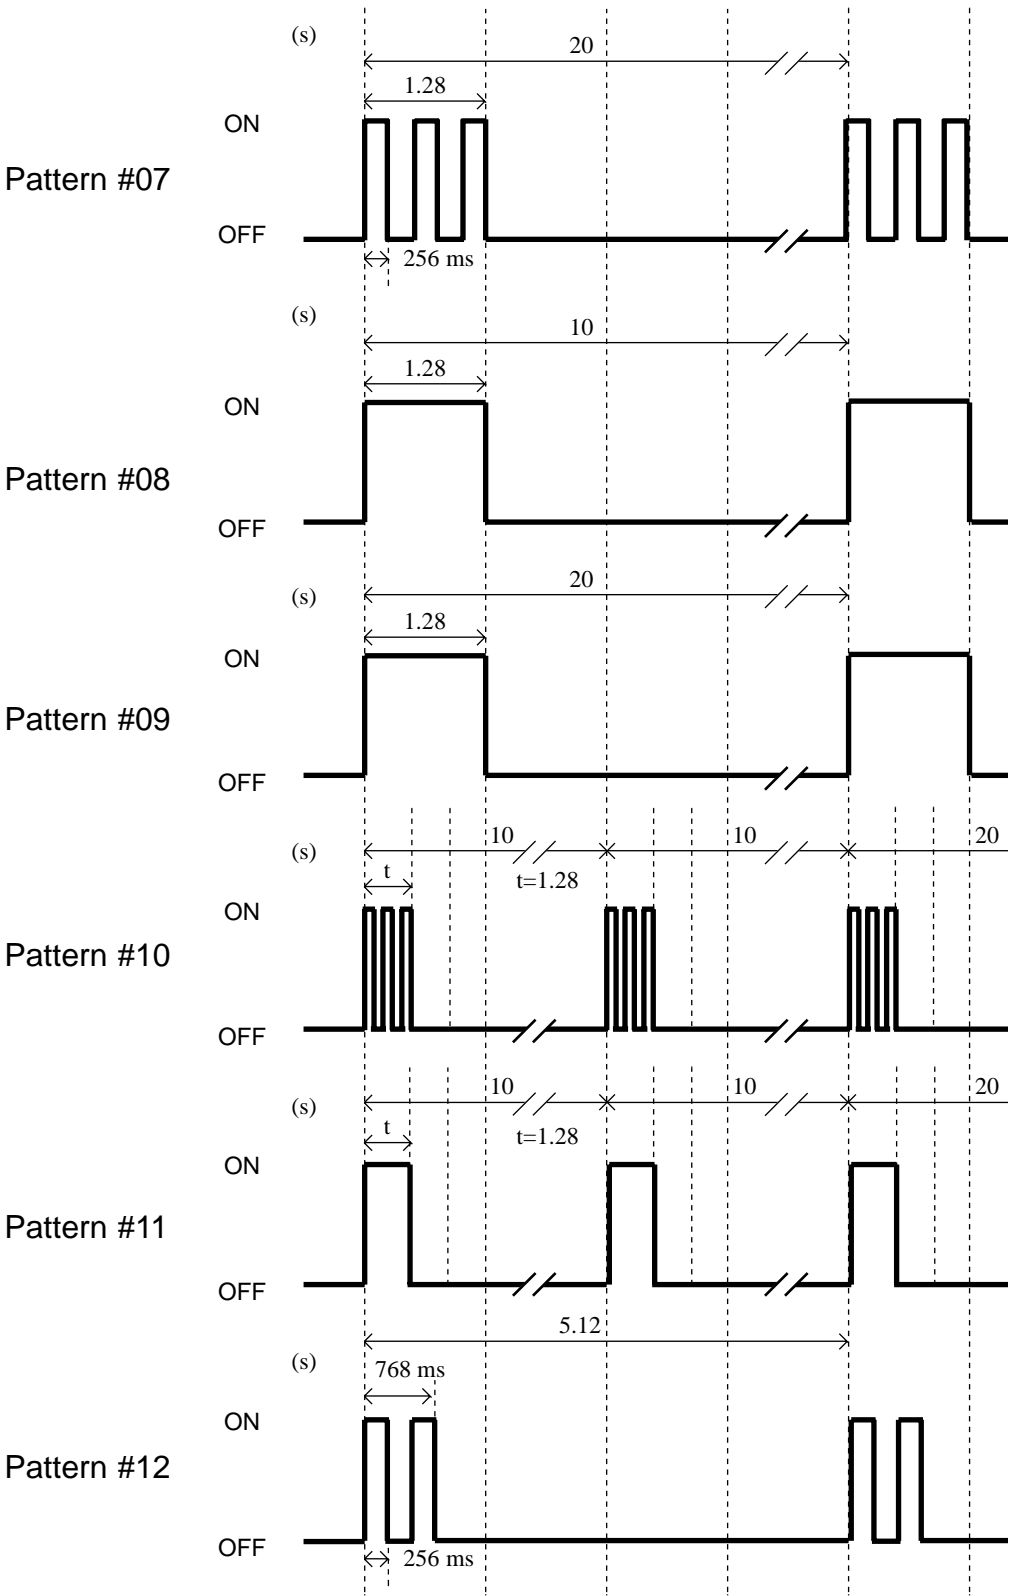 (s)
20
1.28
ON
Pattern #07
OFF
256 ms
(s)
10
1.28
ON
Pattern #08
OFF
20
(s)
1.28
ON
Pattern #09
OFF
10 10 20
(s)
t t=1.28
ON
Pattern #10
OFF
10 10 20
(s)
t t=1.28
ON
Pattern #11
OFF
5.12
(s)
768 ms
ON
Pattern #12
OFF
256 ms